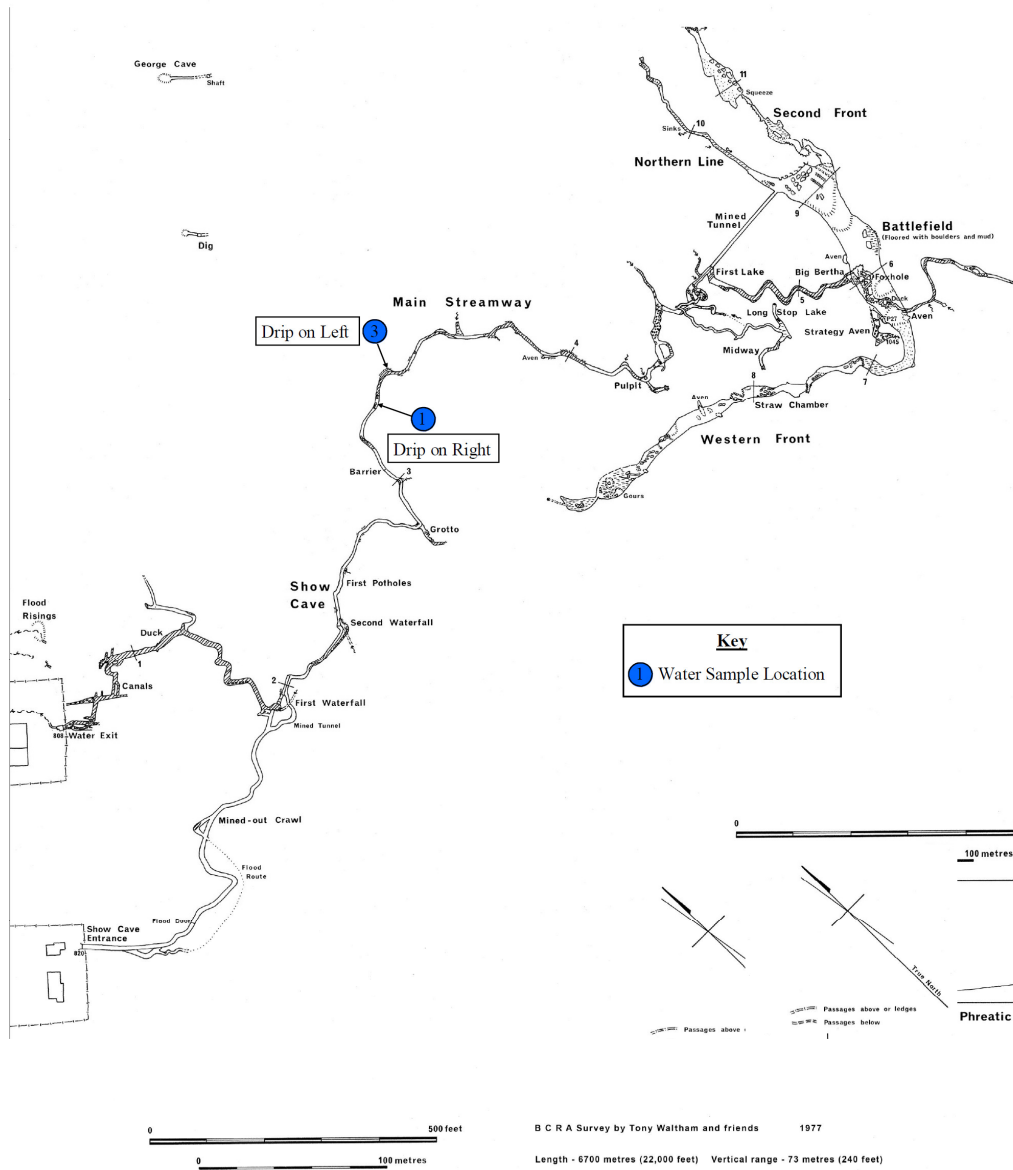 George Cave
Shaft
Dig
11
Squeeze
Second Front
10
Sinks
Northern Line
9
Mined
Tunnel
Battlefield
(Floored with boulders and mud)
Aven
6
First Lake
Big Bertha
Foxhole
5
Duck
Long Stop Lake
Aven
Strategy Aven
1045
Midway
7
Main Streamway
Drip on Left
3
4
Aven
Pulpit
8
Straw Chamber
Aven
Western Front
Gours
1
Drip on Right
Barrier
3
Grotto
Show
Cave
First Potholes
Second Waterfall
Flood
Risings
Duck
1
Canals
2
First Waterfall
Mined Tunnel
808
Water Exit
Key
1 Water Sample Location
Mined-out Crawl
Flood
Route
Flood Door
Show Cave
Entrance
820
0
100 metres
True North
Passages above or ledges
Passages below
Passages above
Phreatic
0 500 feet
0 100 metres
B C R A Survey by Tony Waltham and friends 1977
Length - 6700 metres (22,000 feet) Vertical range - 73 metres (240 feet)